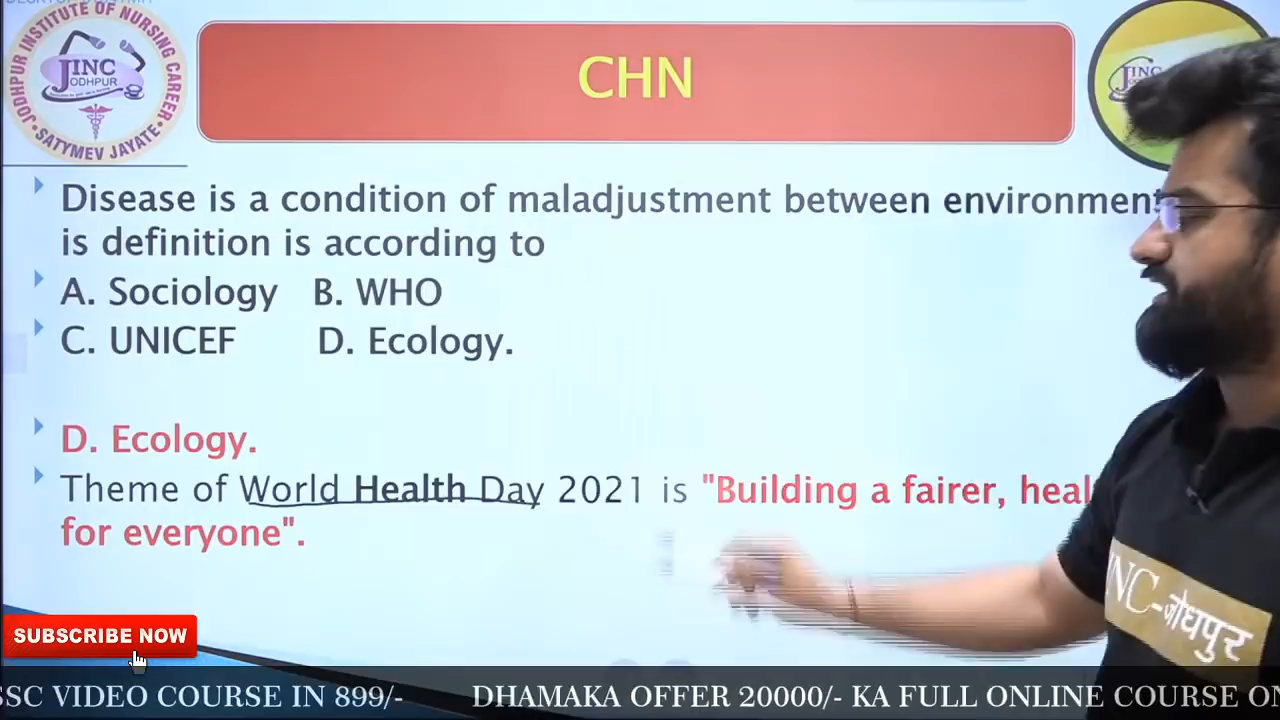 JODHPUR INSTITUTE OF NURSING CAREER
JINC
JODHPUR
SATYMEV JAYATE
CHN
JINC
Disease is a condition of maladjustment between environment
is definition is according to
A. Sociology B. WHO
C. UNICEF D. Ecology.
D. Ecology.
Theme of World Health Day 2021 is "Building a fairer, heal
for everyone".
JINC-जोधपुर
SUBSCRIBE NOW
SSC VIDEO COURSE IN 899/- DHAMAKA OFFER 20000/- KA FULL ONLINE COURSE ON